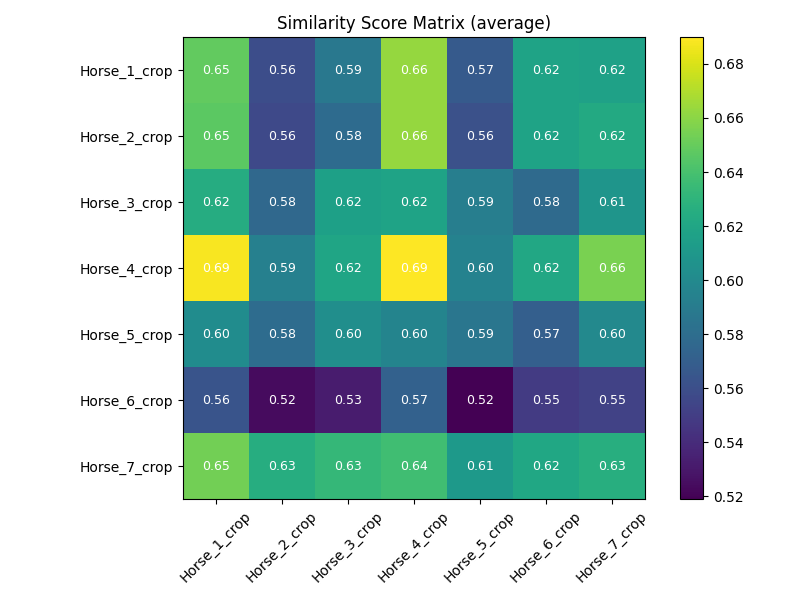 Similarity Score Matrix (average)
Horse_1_crop 0.65 0.56 0.59 0.66 0.57 0.62 0.62
Horse_2_crop 0.65 0.56 0.58 0.66 0.56 0.62 0.62
Horse_3_crop 0.62 0.58 0.62 0.62 0.59 0.58 0.61
Horse_4_crop 0.69 0.59 0.62 0.69 0.60 0.62 0.66
Horse_5_crop 0.60 0.58 0.60 0.60 0.59 0.57 0.60
Horse_6_crop 0.56 0.52 0.53 0.57 0.52 0.55 0.55
Horse_7_crop 0.65 0.63 0.63 0.64 0.61 0.62 0.63
Horse_1_crop Horse_2_crop Horse_3_crop Horse_4_crop Horse_5_crop Horse_6_crop Horse_7_crop
0.68
0.66
0.64
0.62
0.60
0.58
0.56
0.54
0.52